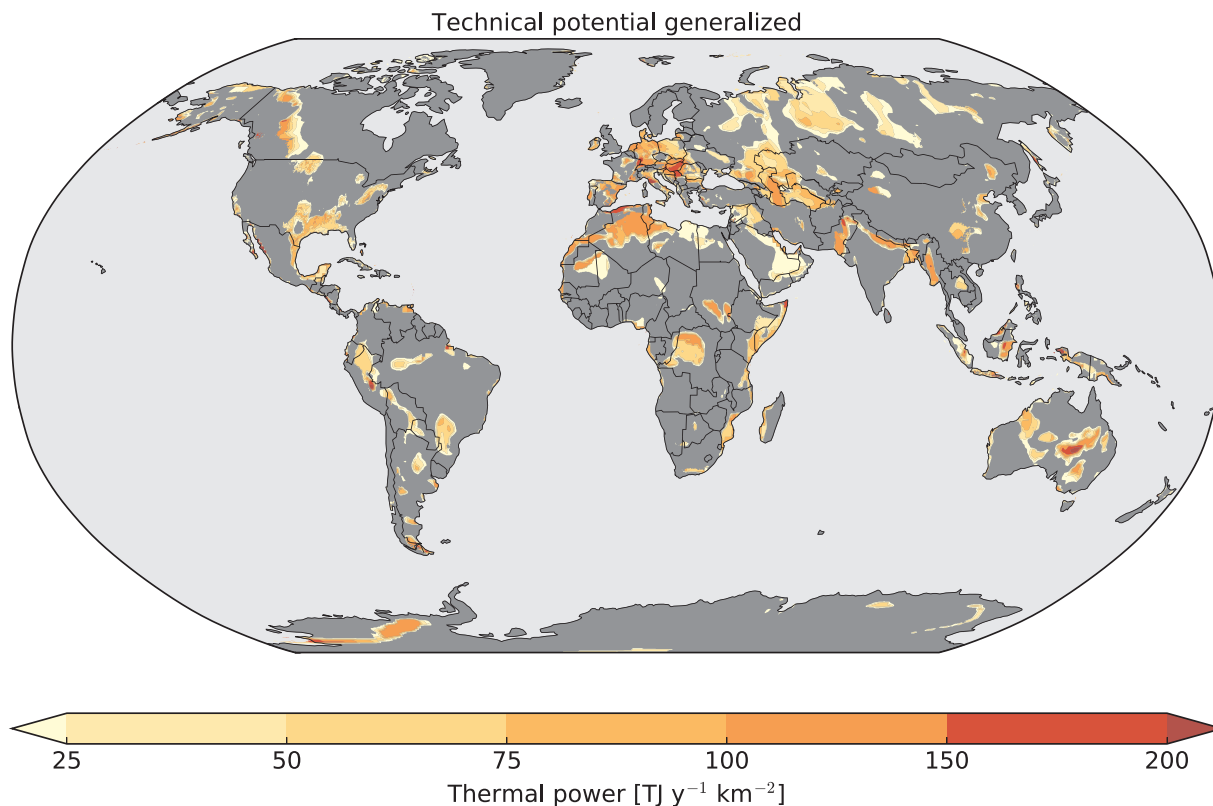 Technical potential generalized
25 50 75 100 150 200
Thermal power [TJ y⁻¹ km⁻²]